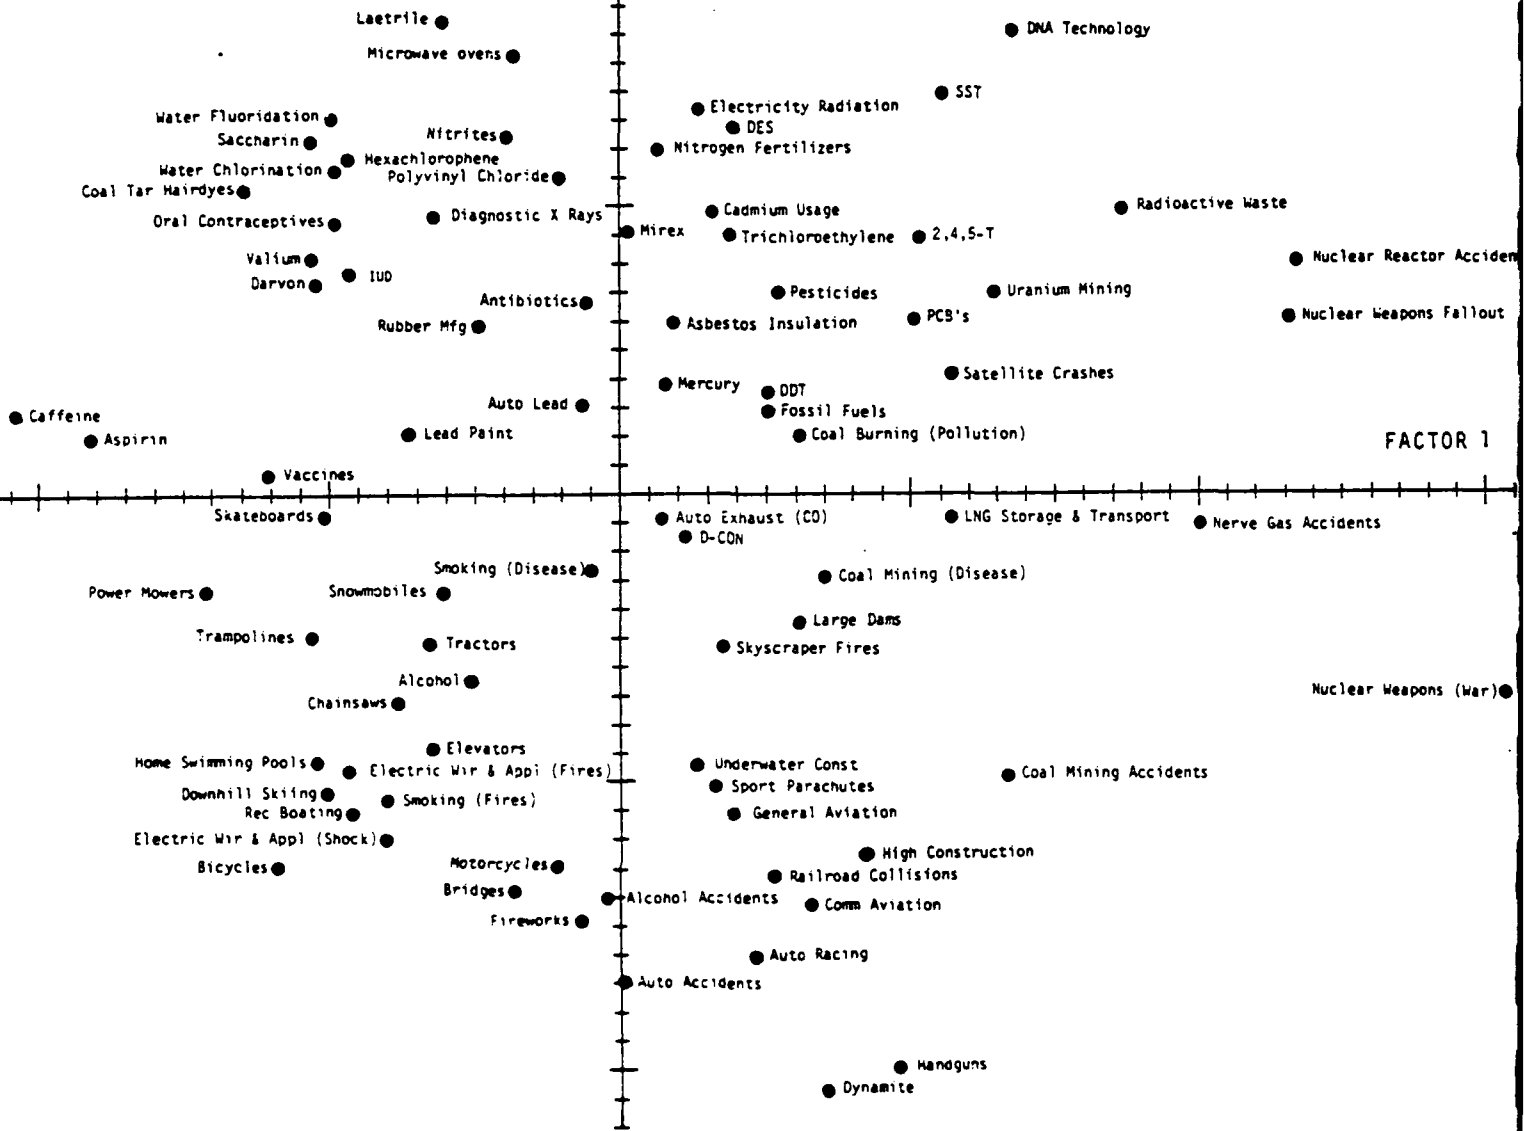 Laetrile
DNA Technology
Microwave ovens
SST
Electricity Radiation
Water Fluoridation
DES
Nitrites
Saccharin
Nitrogen Fertilizers
Hexachlorophene
Water Chlorination
Polyvinyl Chloride
Coal Tar Hairdyes
Radioactive Waste
Cadmium Usage
Diagnostic X Rays
Oral Contraceptives
Mirex
Trichloroethylene
2,4,5-T
Nuclear Reactor Acciden
Valium
IUD
Darvon
Pesticides
Uranium Mining
Antibiotics
Nuclear Weapons Fallout
PCB's
Asbestos Insulation
Rubber Mfg
Satellite Crashes
Mercury
DDT
Auto Lead
Fossil Fuels
Caffeine
Lead Paint
Coal Burning (Pollution)
Aspirin
FACTOR 1
Vaccines
Skateboards
Auto Exhaust (CO)
LNG Storage & Transport
Nerve Gas Accidents
D-CON
Smoking (Disease)
Coal Mining (Disease)
Power Mowers
Snowmobiles
Large Dams
Trampolines
Tractors
Skyscraper Fires
Alcohol
Nuclear Weapons (War)
Chainsaws
Elevators
Home Swimming Pools
Underwater Const
Electric Wir & Appl (Fires)
Coal Mining Accidents
Sport Parachutes
Downhill Skiing
Smoking (Fires)
Rec Boating
General Aviation
Electric Wir & Appl (Shock)
High Construction
Motorcycles
Bicycles
Railroad Collisions
Bridges
Alcohol Accidents
Comm Aviation
Fireworks
Auto Racing
Auto Accidents
Handguns
Dynamite